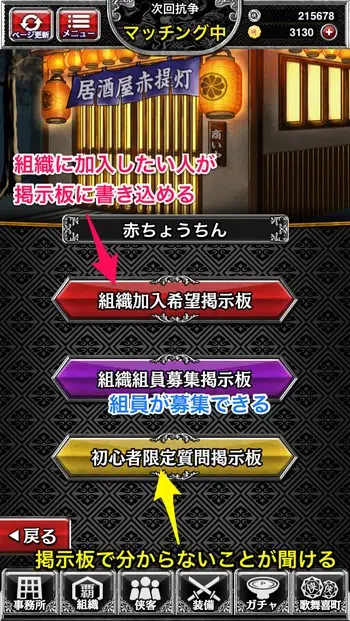 次回抗争
ページ更新
メニュー
マッチング中
215678
3130
居酒屋赤提灯
組織に加入したい人が
掲示板に書き込める
赤ちょうちん
組織加入希望掲示板
組織組員募集掲示板
組員が募集できる
初心者限定質問掲示板
戻る
掲示板で分からないことが聞ける
事務所
覇
組織
侠客
装備
ガチャ
歌舞喜町